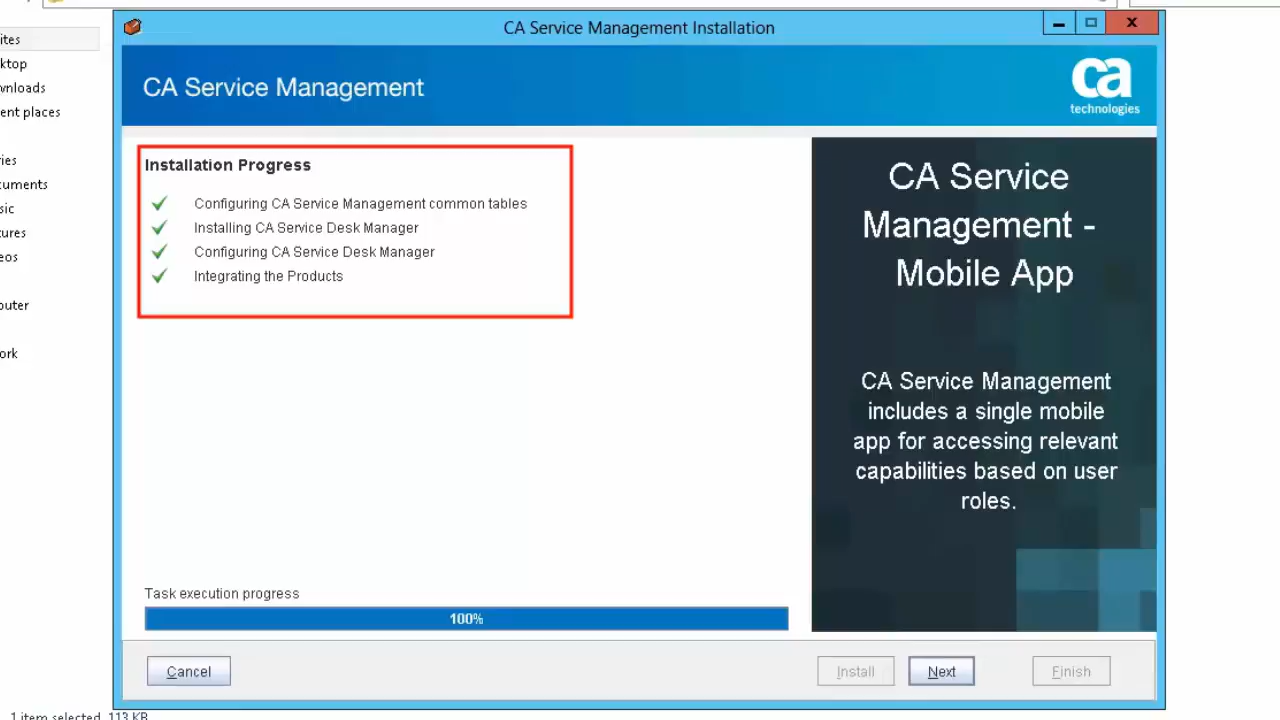 CA Service Management Installation
CA Service Management
ca
technologies
ites
ktop
wnloads
ent places
ies
uments
sic
ures
eos
outer
ork
Installation Progress
Configuring CA Service Management common tables
Installing CA Service Desk Manager
Configuring CA Service Desk Manager
Integrating the Products
CA Service
Management -
Mobile App
CA Service Management
includes a single mobile
app for accessing relevant
capabilities based on user
roles.
Task execution progress
100%
Cancel
Install
Next
Finish
1 item selected 113 KB